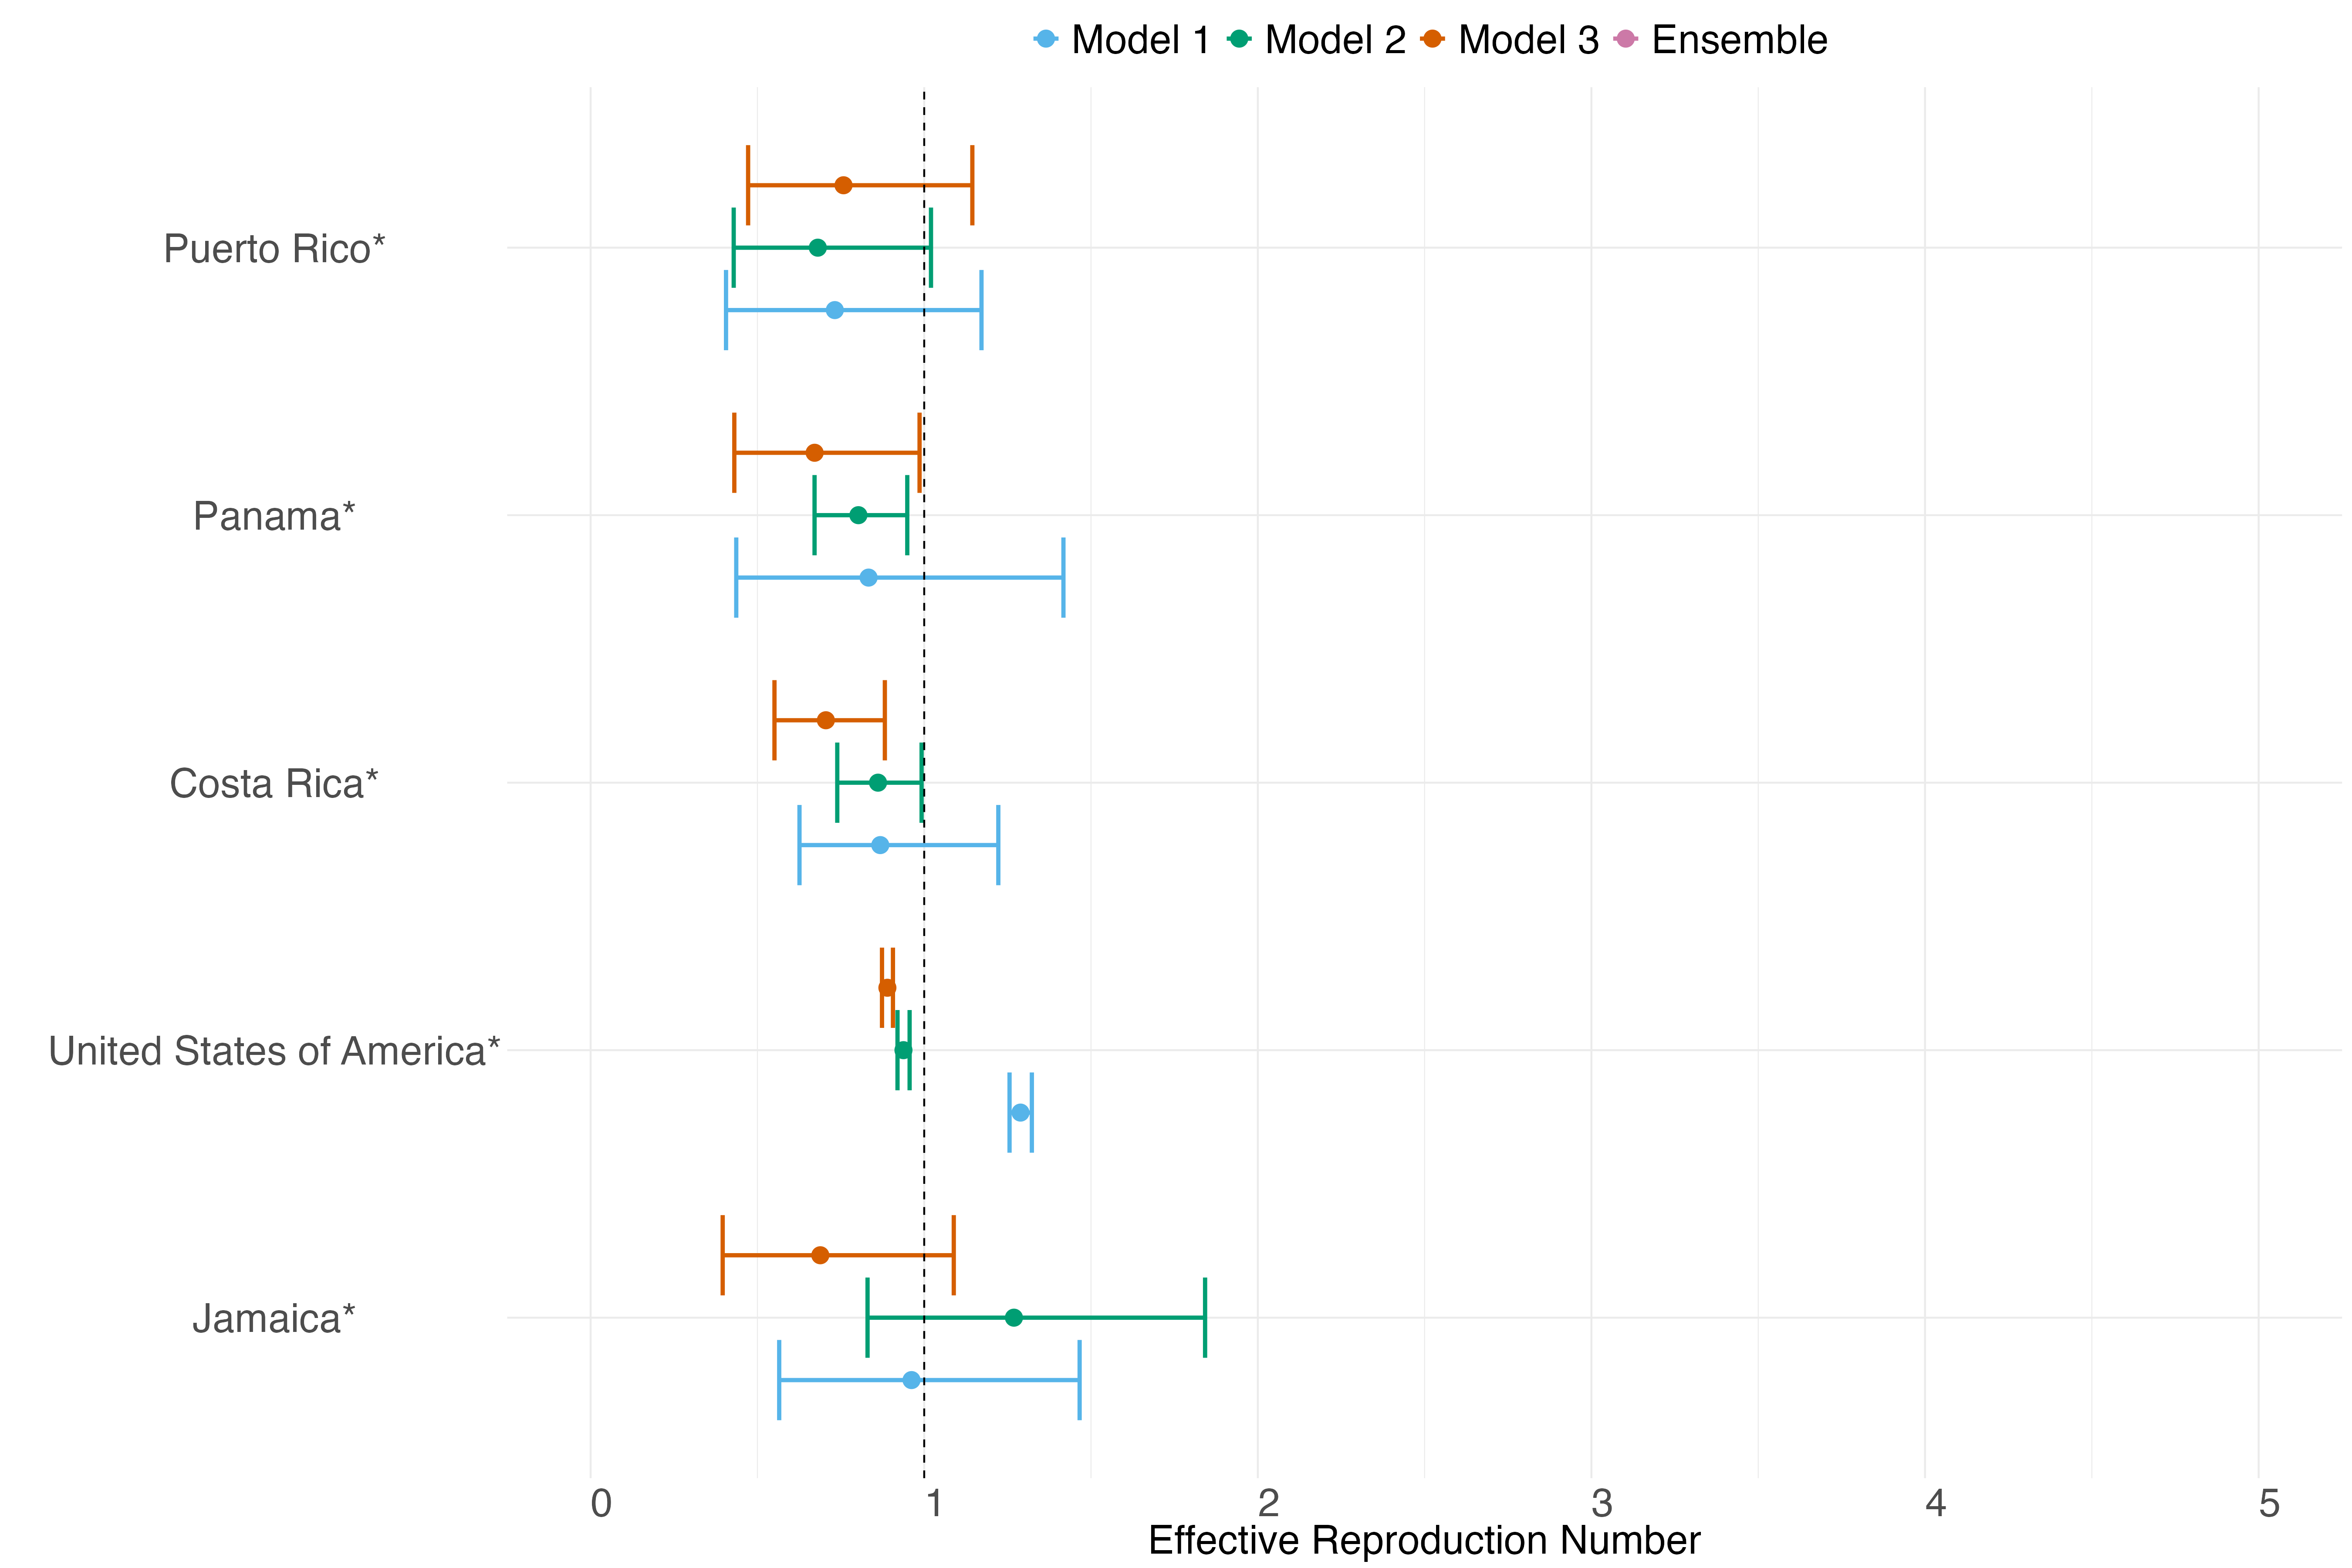 Model 1 Model 2 Model 3 Ensemble
Puerto Rico*
Panama*
Costa Rica*
United States of America*
Jamaica*
0 1 2 3 4 5
Effective Reproduction Number